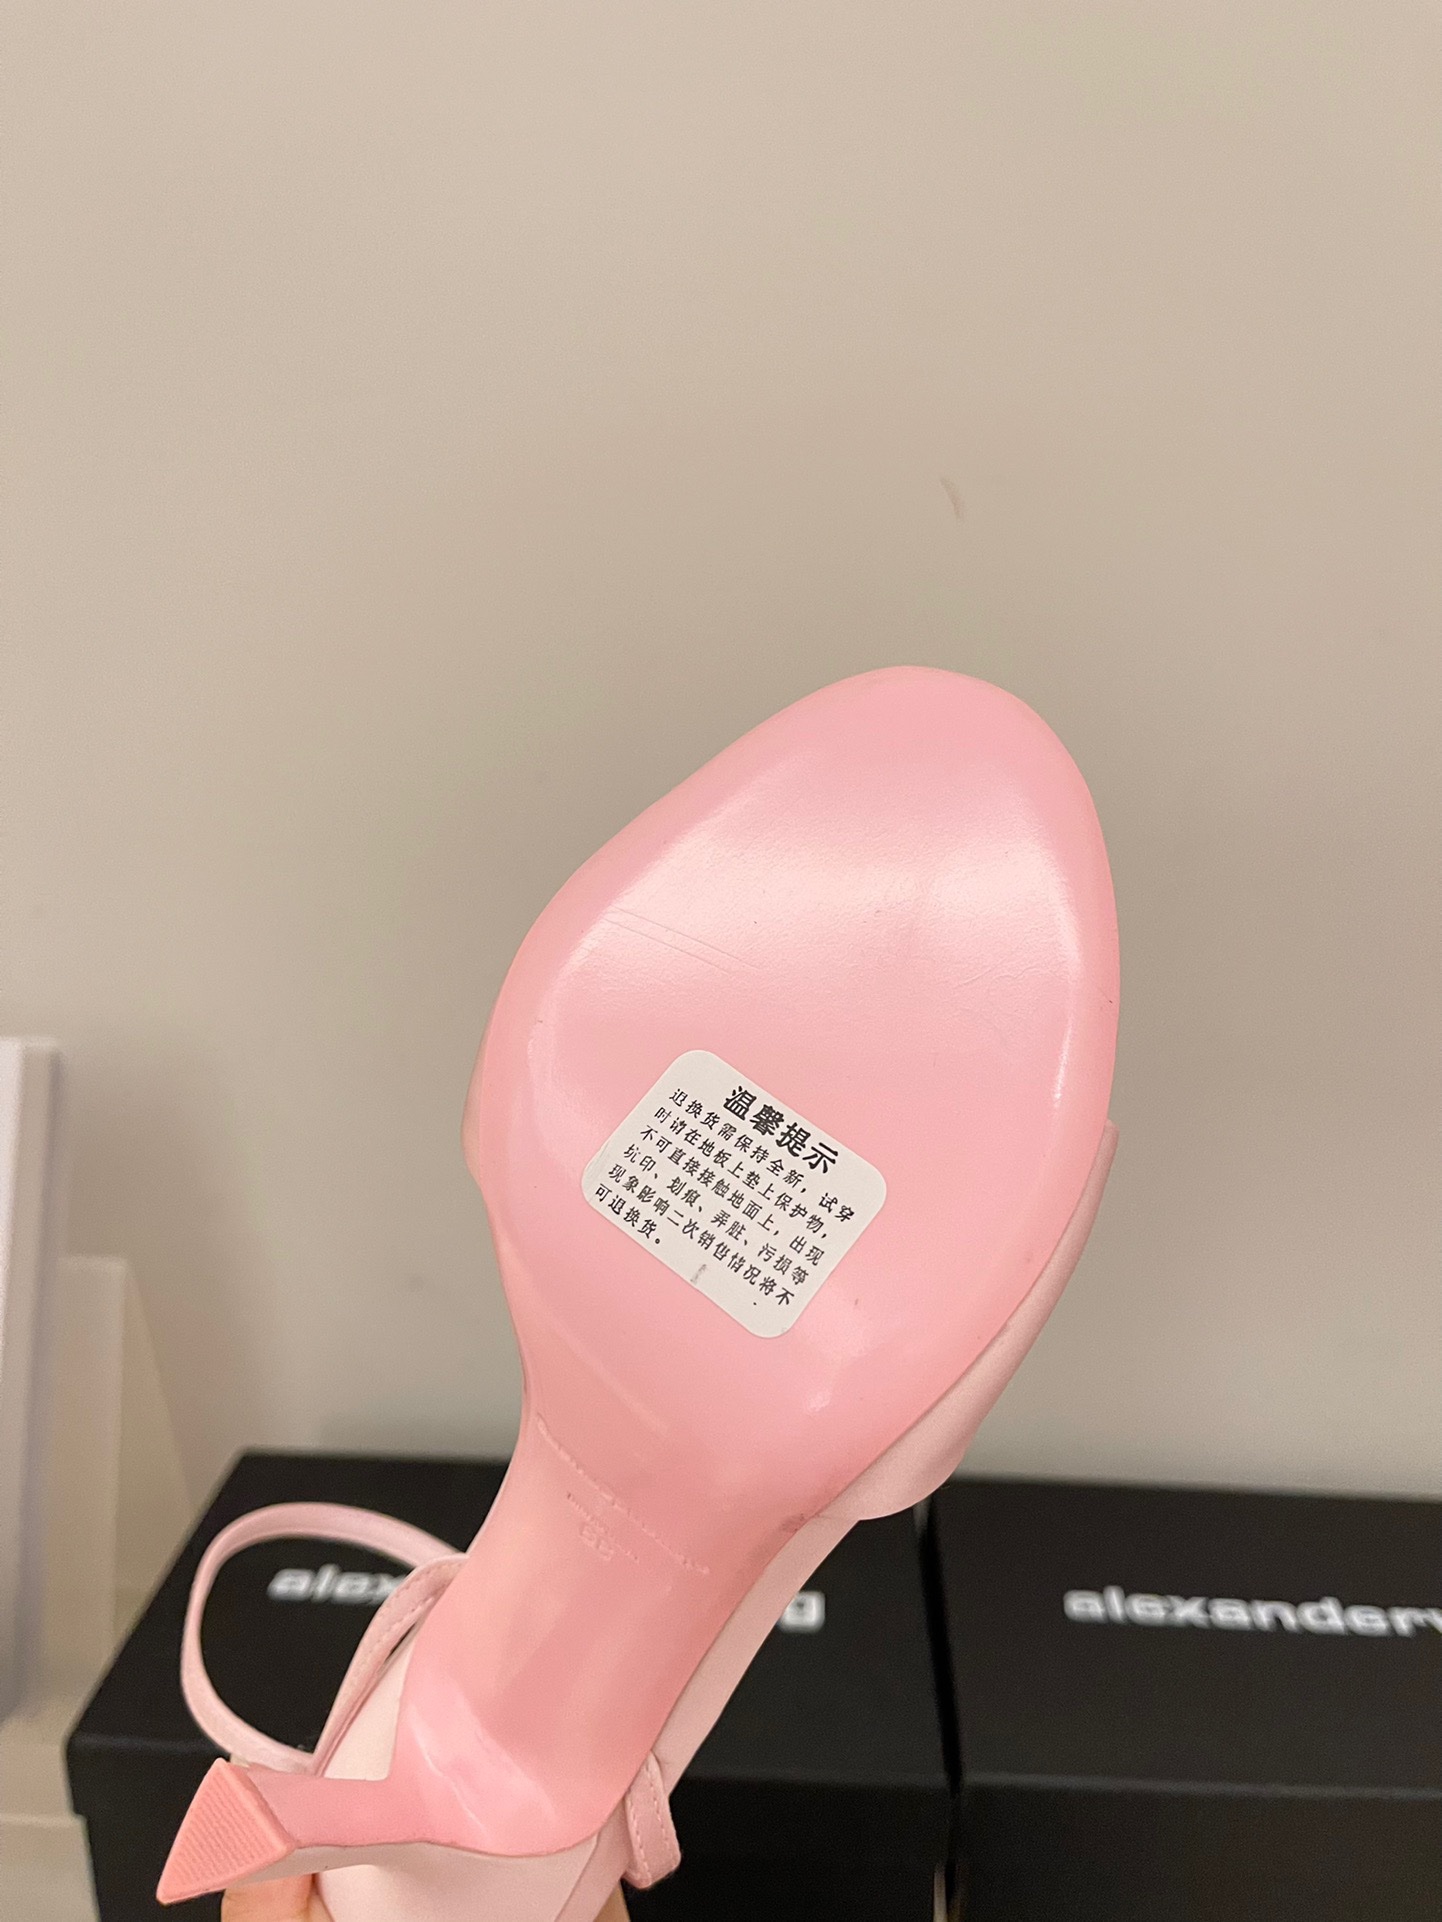 温馨提示
退换货需保持全新，试穿
时请在地板上垫上保护物，
不可直接接触地面上，出现
坑印、划痕、弄脏、污损等
现象影响二次销售情况将不
可退换货。
alex
g
alexanderw